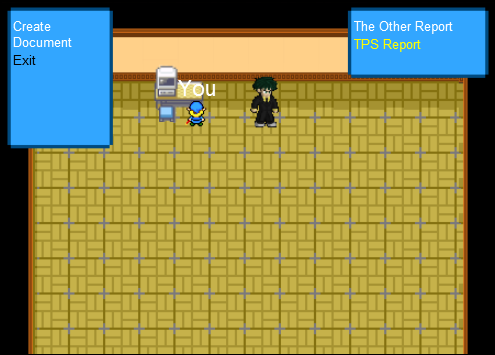 Create
Document
Exit
The Other Report
TPS Report
You